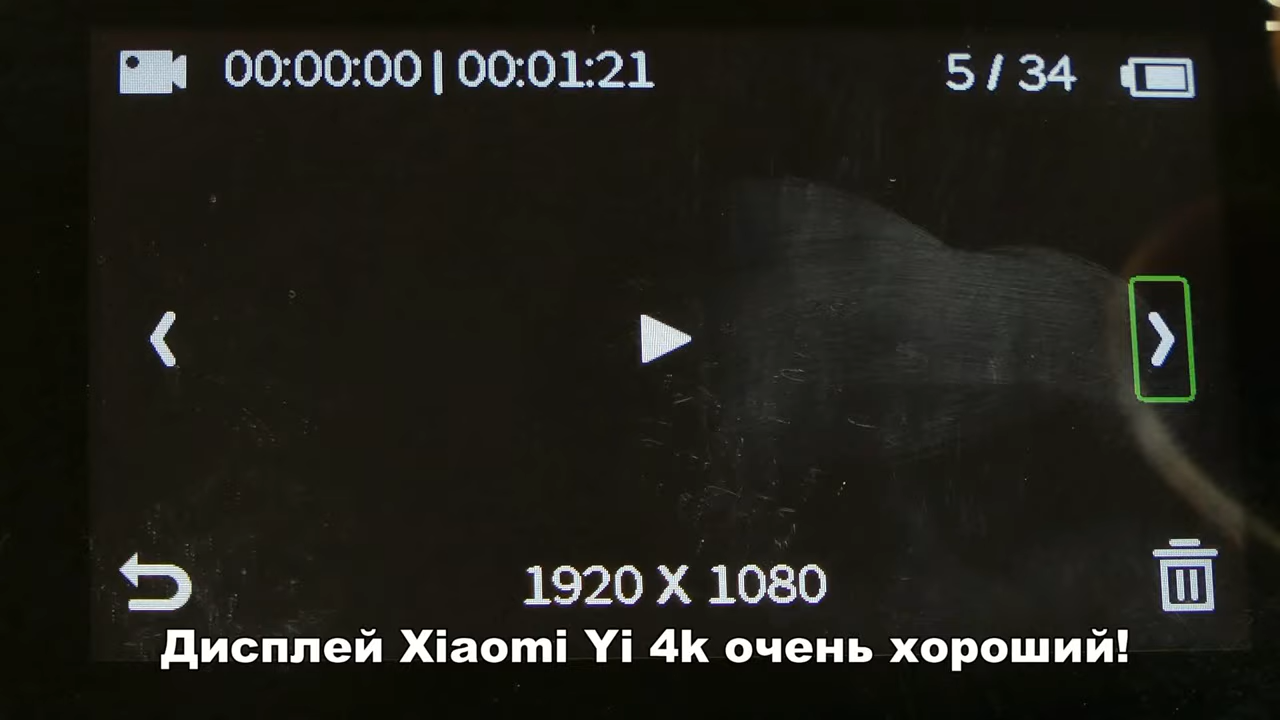 00:00:00 | 00:01:21 5 / 34
1920 X 1080
Дисплей Xiaomi Yi 4k очень хороший!